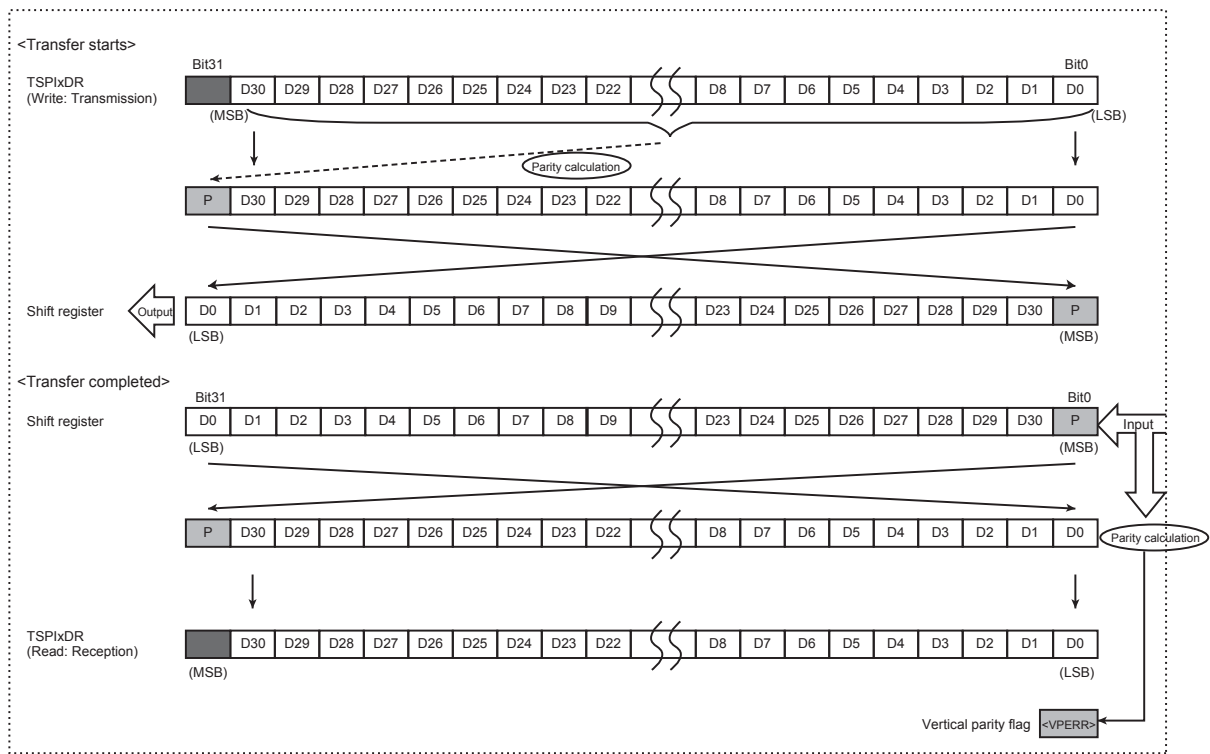 <Transfer starts>
Bit31 Bit0
TSPIxDR
(Write: Transmission)
D30 D29 D28 D27 D26 D25 D24 D23 D22 D8 D7 D6 D5 D4 D3 D2 D1 D0
(MSB) (LSB)
Parity calculation
P D30 D29 D28 D27 D26 D25 D24 D23 D22 D8 D7 D6 D5 D4 D3 D2 D1 D0
Shift register Output D0 D1 D2 D3 D4 D5 D6 D7 D8 D9 D23 D24 D25 D26 D27 D28 D29 D30 P
(LSB) (MSB)
<Transfer completed>
Bit31 Bit0
Shift register D0 D1 D2 D3 D4 D5 D6 D7 D8 D9 D23 D24 D25 D26 D27 D28 D29 D30 P Input
(LSB) (MSB)
P D30 D29 D28 D27 D26 D25 D24 D23 D22 D8 D7 D6 D5 D4 D3 D2 D1 D0 Parity calculation
TSPIxDR
(Read: Reception)
D30 D29 D28 D27 D26 D25 D24 D23 D22 D8 D7 D6 D5 D4 D3 D2 D1 D0
(MSB) (LSB)
Vertical parity flag <VPERR>